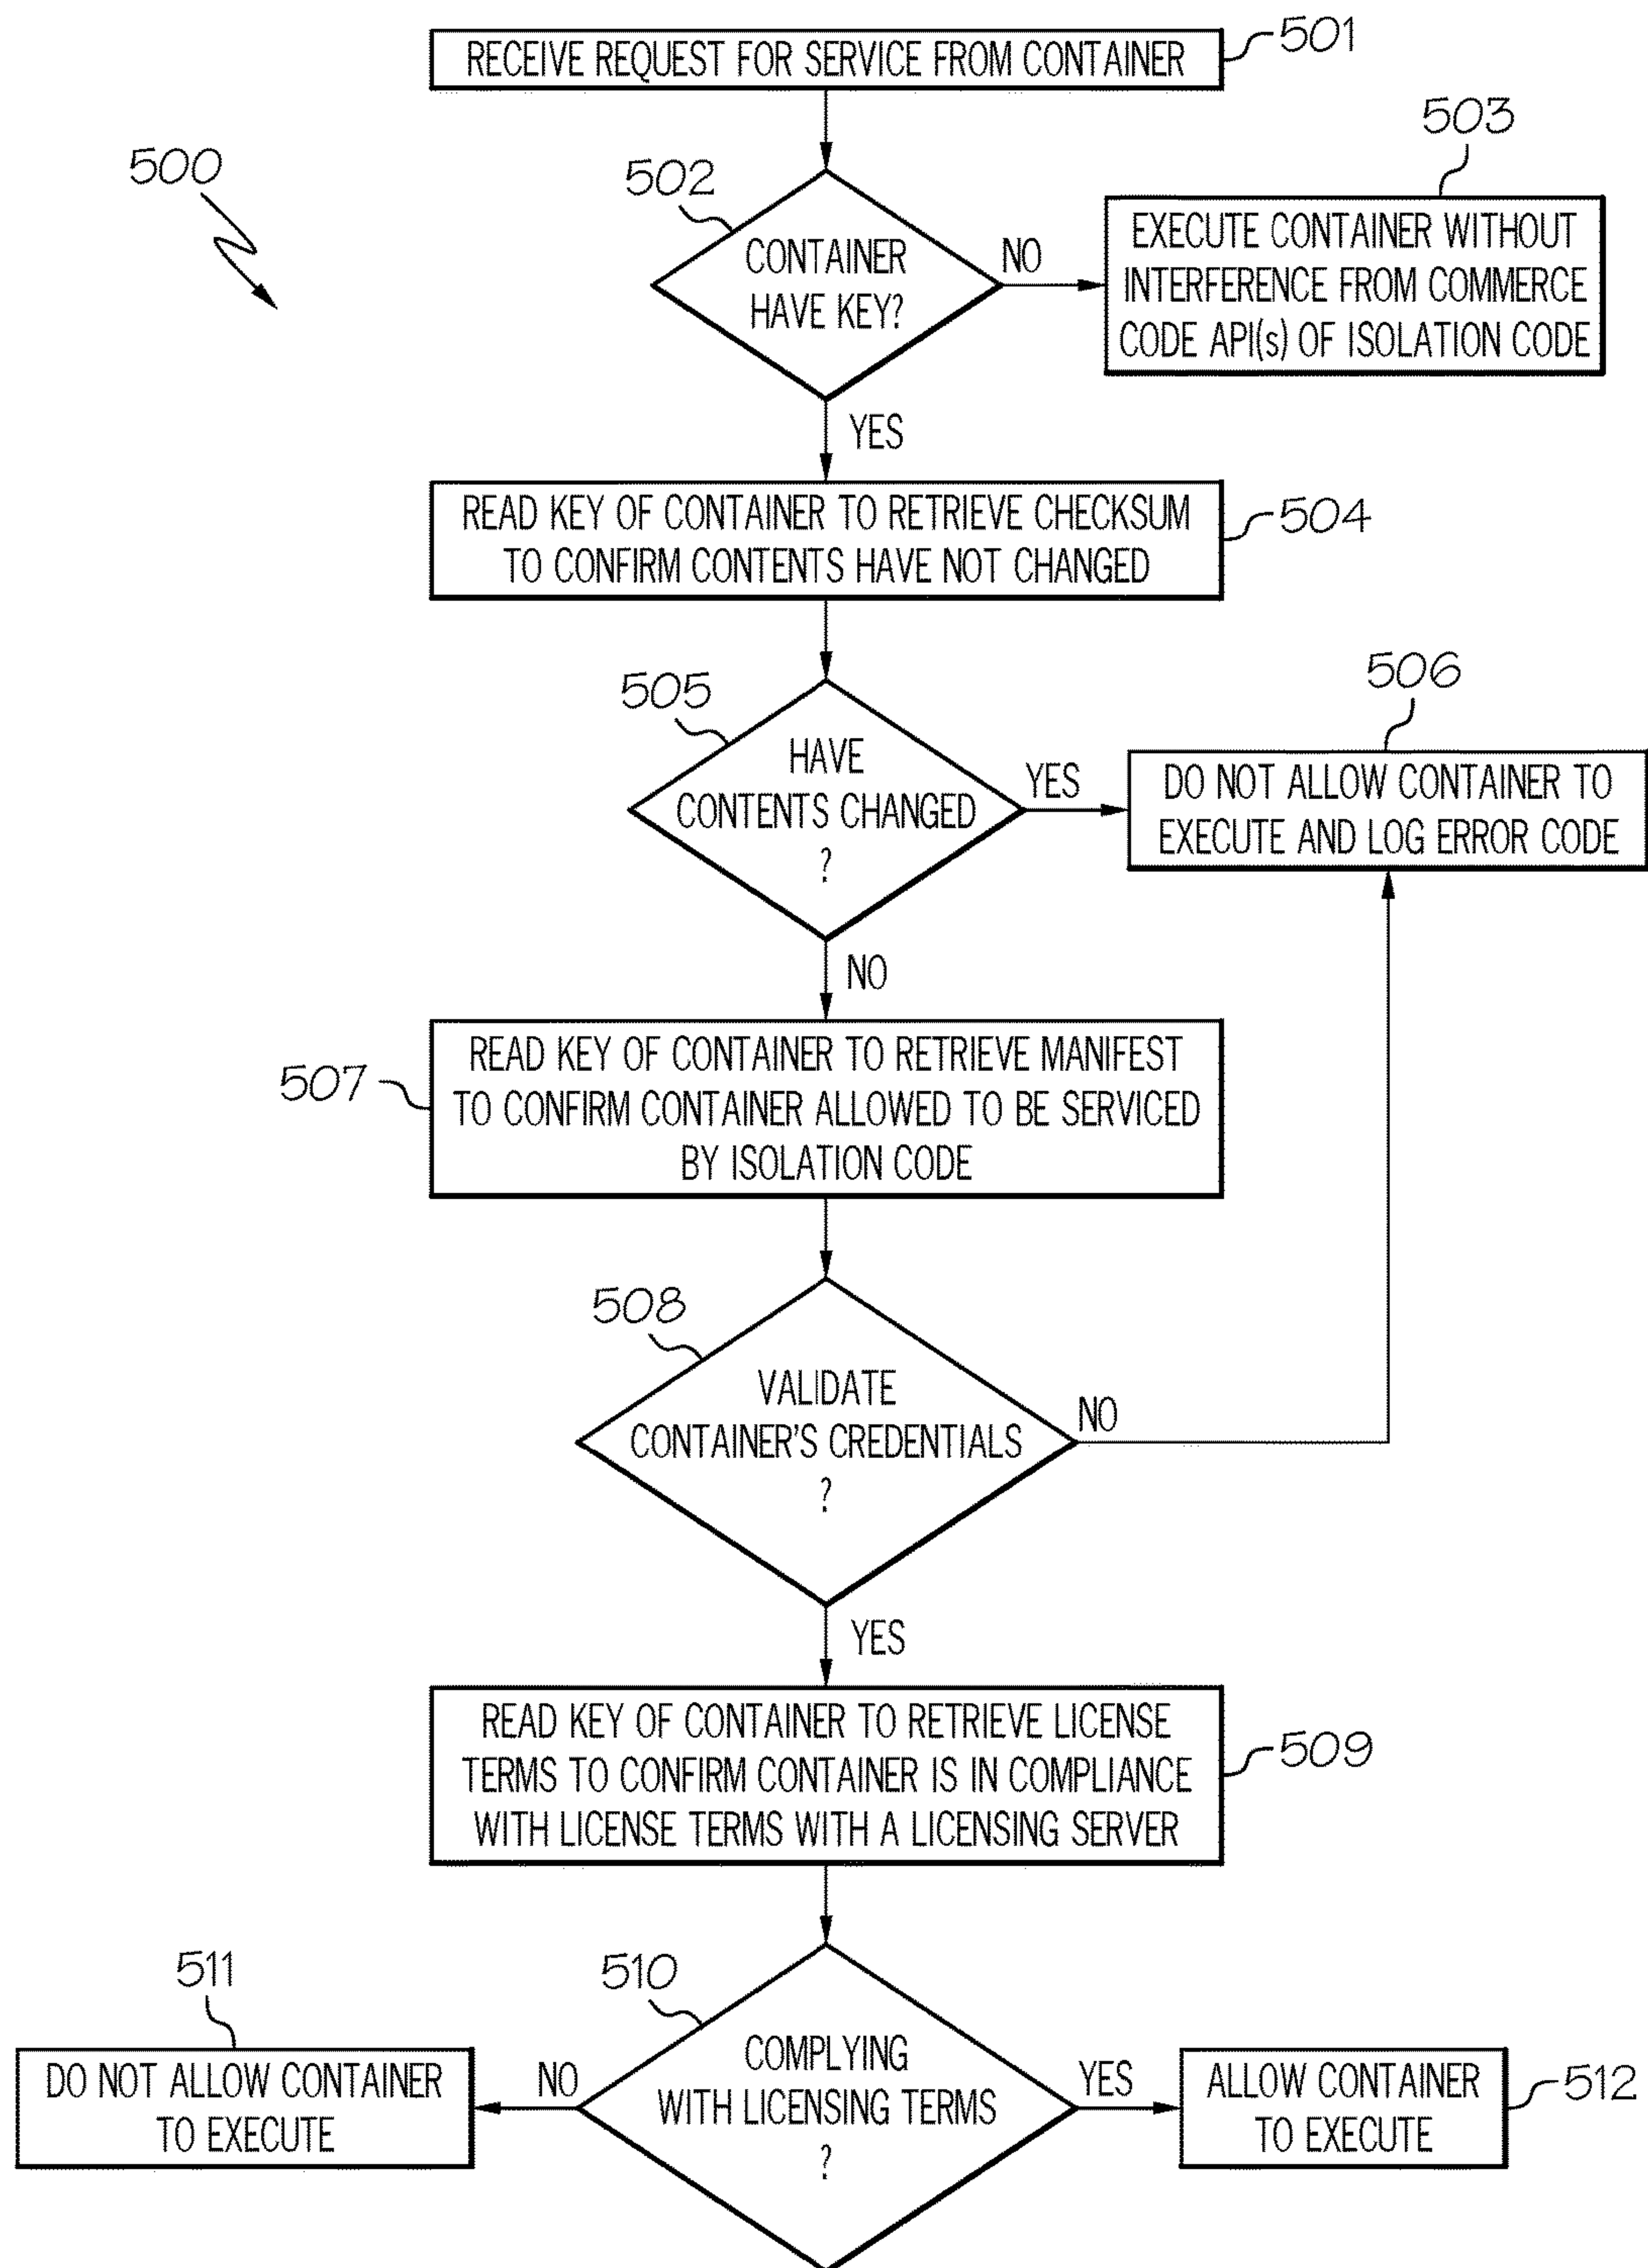 RECEIVE REQUEST FOR SERVICE FROM CONTAINER
501
500
502
CONTAINER
HAVE KEY?
NO
503
EXECUTE CONTAINER WITHOUT
INTERFERENCE FROM COMMERCE
CODE API(s) OF ISOLATION CODE
YES
READ KEY OF CONTAINER TO RETRIEVE CHECKSUM
TO CONFIRM CONTENTS HAVE NOT CHANGED
504
505
HAVE
CONTENTS CHANGED
?
YES
506
DO NOT ALLOW CONTAINER TO
EXECUTE AND LOG ERROR CODE
NO
507
READ KEY OF CONTAINER TO RETRIEVE MANIFEST
TO CONFIRM CONTAINER ALLOWED TO BE SERVICED
BY ISOLATION CODE
508
VALIDATE
CONTAINER'S CREDENTIALS
?
NO
YES
READ KEY OF CONTAINER TO RETRIEVE LICENSE
TERMS TO CONFIRM CONTAINER IS IN COMPLIANCE
WITH LICENSE TERMS WITH A LICENSING SERVER
509
510
COMPLYING
WITH LICENSING TERMS
?
NO
511
DO NOT ALLOW CONTAINER
TO EXECUTE
YES
ALLOW CONTAINER
TO EXECUTE
512